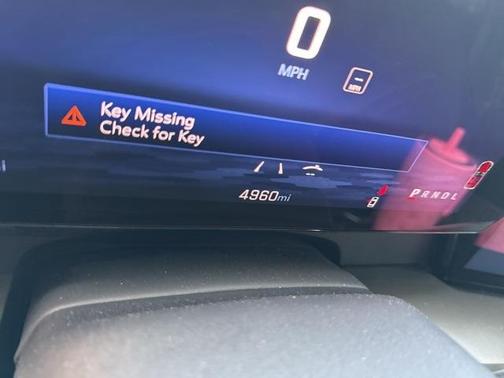 0
MPH
Key Missing
Check for Key
4960mi
PRNDL